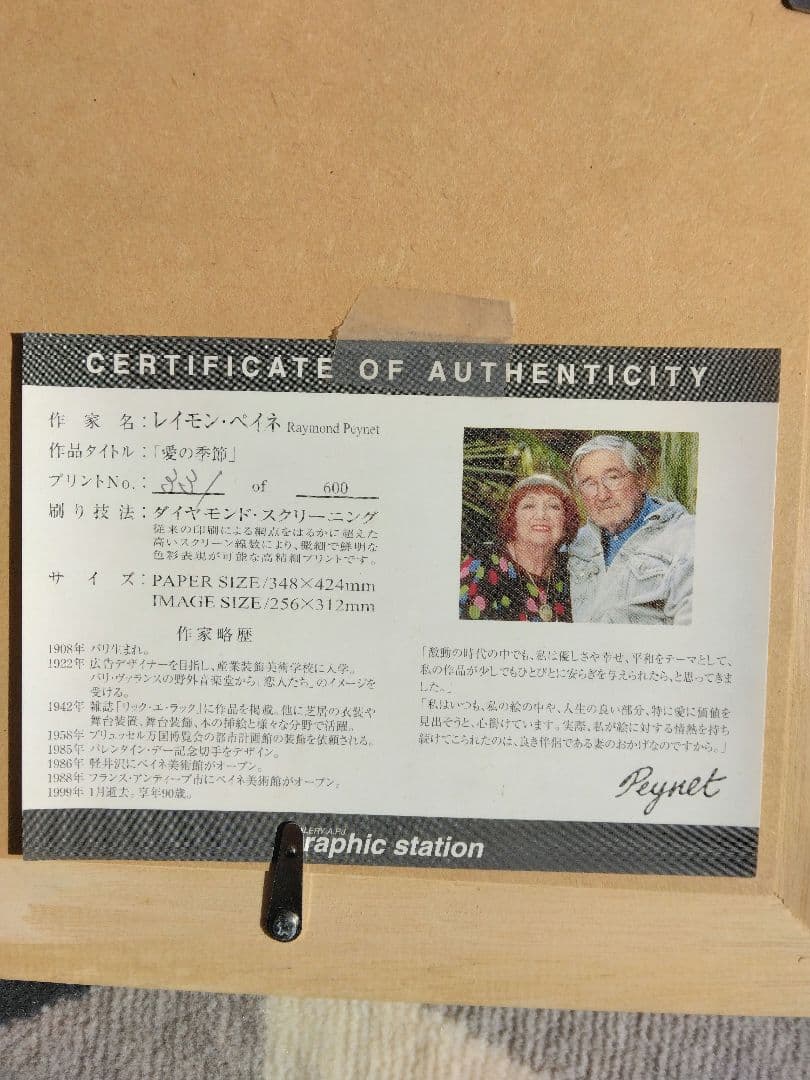 CERTIFICATE OF AUTHENTICITY
作家名：レイモン・ペイネ Raymond Peynet
作品タイトル：「愛の季節」
プリントNo.：331 of 600
刷り技法：ダイヤモンド・スクリーニング
従来の印刷による網点をはるかに超えた
高いスクリーン線数により、微細で鮮明な
色彩表現が可能な高精細プリントです。
サイズ：PAPER SIZE/348×424mm
IMAGE SIZE/256×312mm
作家略歴
1908年 パリ生まれ。
1922年 広告デザイナーを目指し、産業装飾美術学校に入学。
パリ・ヴァランスの野外音楽堂から「恋人たち」のイメージを
受ける。
1942年 雑誌「リック・エ・ラック」に作品を掲載。他に芝居の衣装や
舞台装置、舞台装飾、本の挿絵と様々な分野で活躍。
1958年 ブリュッセル万国博覧会の都市計画館の装飾を依頼される。
1985年 バレンタイン・デー記念切手をデザイン。
1986年 軽井沢にペイネ美術館がオープン。
1988年 フランス・アンティーブ市にペイネ美術館がオープン。
1999年 1月逝去。享年90歳。
「激動の時代の中でも、私は優しさや幸せ、平和をテーマとして、
私の作品が少しでもひとびとに安らぎを与えられたら、と思ってきま
した。」
「私はいつも、私の絵の中や、人生の良い部分、特に愛に価値を
見出そうと、心掛けています。実際、私が絵に対する情熱を持ち
続けてこられたのは、良き伴侶である妻のおかげなのですから。」
Peynet
raphic station